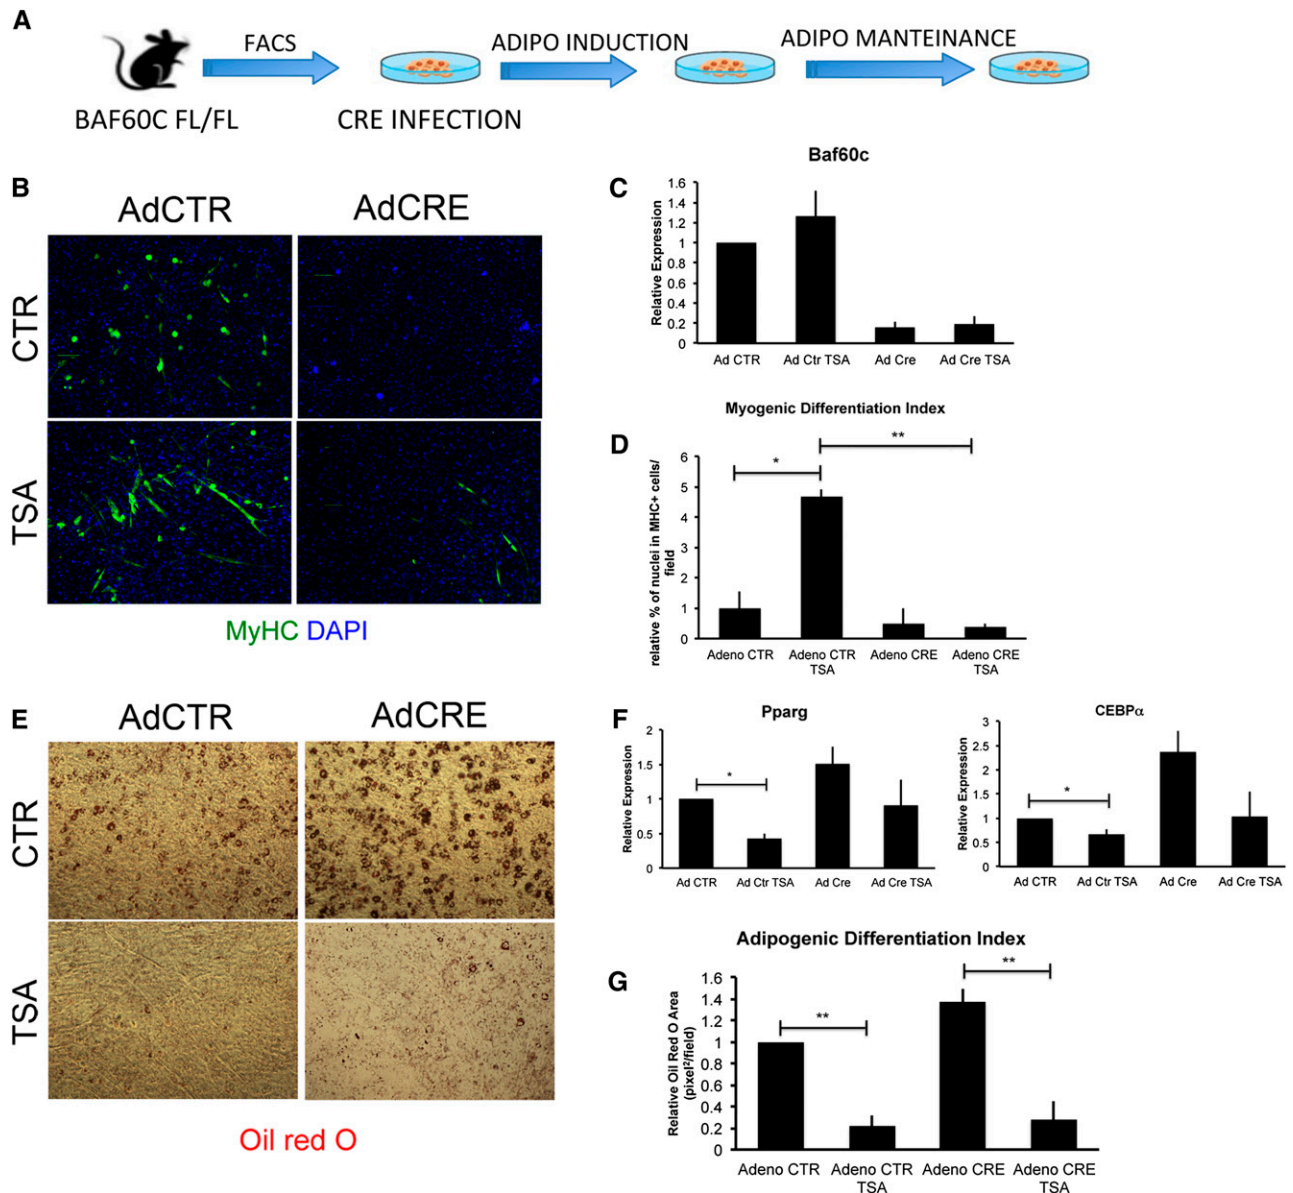 A
FACS
ADIPO INDUCTION
ADIPO MANTEINANCE
BAF60C FL/FL
CRE INFECTION
B
AdCTR
AdCRE
CTR
TSA
MyHC DAPI
C
Baf60c
Relative Expression
1.6
1.4
1.2
1
0.8
0.6
0.4
0.2
0
Ad CTR
Ad Ctr TSA
Ad Cre
Ad Cre TSA
D
Myogenic Differentiation Index
relative % of nuclei in MHC+ cells/
field
*
**
6
5
4
3
2
1
0
Adeno CTR
Adeno CTR
TSA
Adeno CRE
Adeno CRE
TSA
E
AdCTR
AdCRE
CTR
TSA
Oil red O
F
Pparg
Relative Expression
*
2
1.5
1
0.5
0
Ad CTR
Ad Ctr TSA
Ad Cre
Ad Cre TSA
CEBPα
Relative Expression
*
3
2.5
2
1.5
1
0.5
0
Ad CTR
Ad Ctr TSA
Ad Cre
Ad Cre TSA
G
Adipogenic Differentiation Index
Relative Oil Red O Area
(pixel²/field)
**
**
1.6
1.4
1.2
1
0.8
0.6
0.4
0.2
0
Adeno CTR
Adeno CTR
TSA
Adeno CRE
Adeno CRE
TSA